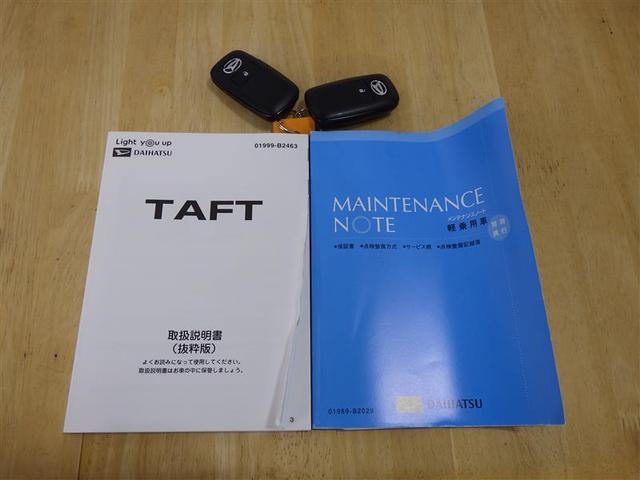 Light you up
DAIHATSU
01999-B2463
TAFT
取扱説明書
（抜粋版）
よくお読みになって使用してください。
取扱説明書はお車の中に保管しましょう。
3
MAINTENANCE
NOTE
メンテナンスノート
軽乗用車
●保証書 ●点検整備方式 ●サービス網 ●点検整備記録簿
01989-B2029
DAIHATSU